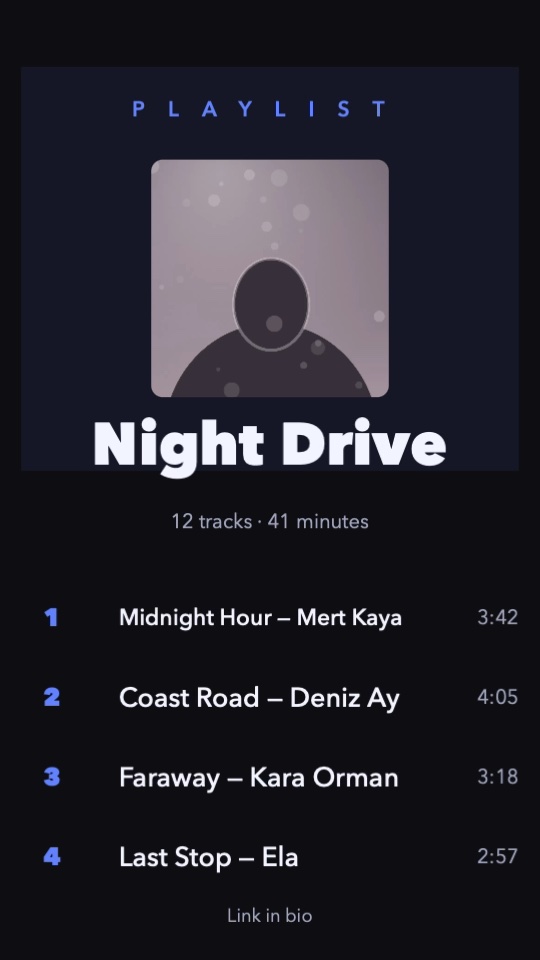 PLAYLIST
Night Drive
12 tracks · 41 minutes
1 Midnight Hour – Mert Kaya 3:42
2 Coast Road – Deniz Ay 4:05
3 Faraway – Kara Orman 3:18
4 Last Stop – Ela 2:57
Link in bio